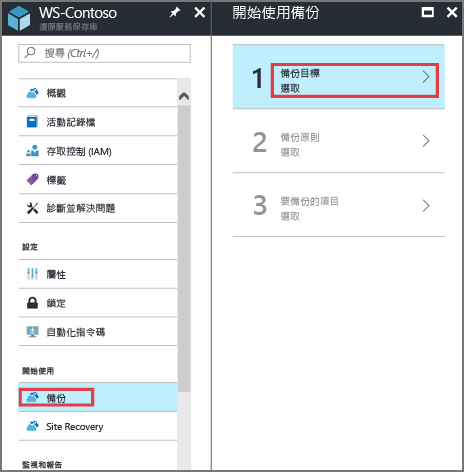 WS-Contoso
復原服務保存庫
搜尋 (Ctrl+/)
概觀
活動記錄檔
存取控制 (IAM)
標籤
診斷並解決問題
設定
屬性
鎖定
自動化指令碼
開始使用
備份
Site Recovery
監視和報告
開始使用備份
1
備份目標
選取
2
備份原則
選取
3
要備份的項目
選取